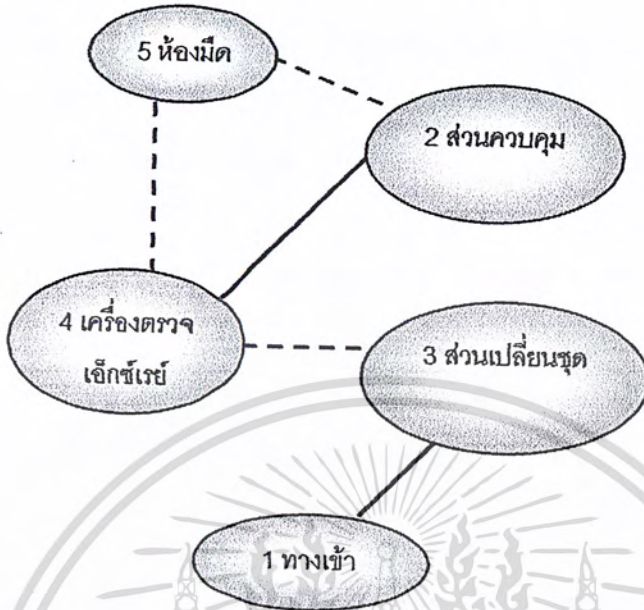 5 ห้องมืด
2 ส่วนควบคุม
4 เครื่องตรวจ
เอ็กซ์เรย์
3 ส่วนเปลี่ยนชุด
1 ทางเข้า